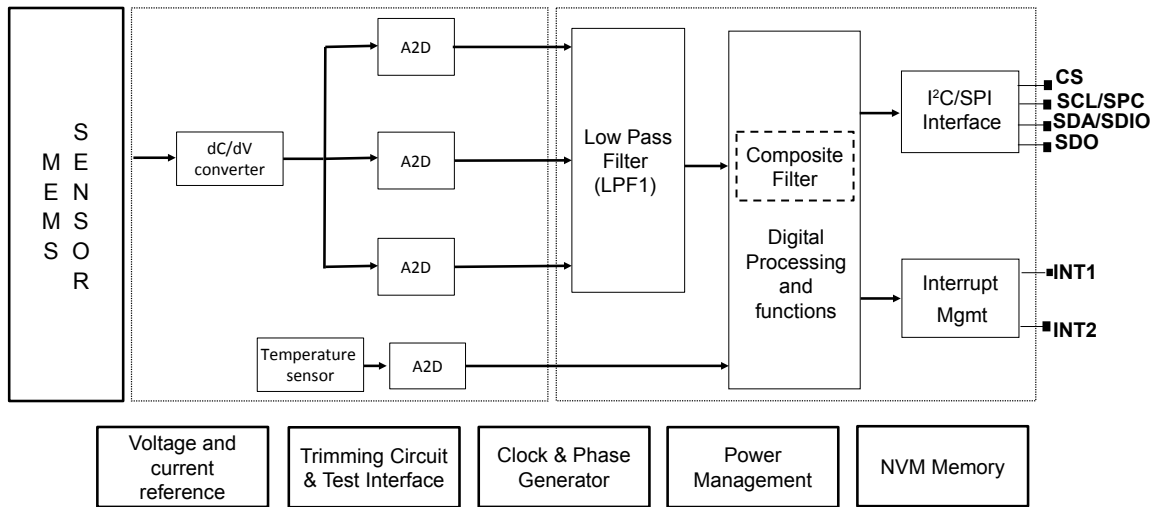 MEMS
SENSOR
dC/dV
converter
A2D
A2D
A2D
Temperature
sensor
A2D
Low Pass
Filter
(LPF1)
Composite
Filter
Digital
Processing
and
functions
I²C/SPI
Interface
CS
SCL/SPC
SDA/SDIO
SDO
Interrupt
Mgmt
INT1
INT2
Voltage and
current
reference
Trimming Circuit
& Test Interface
Clock & Phase
Generator
Power
Management
NVM Memory